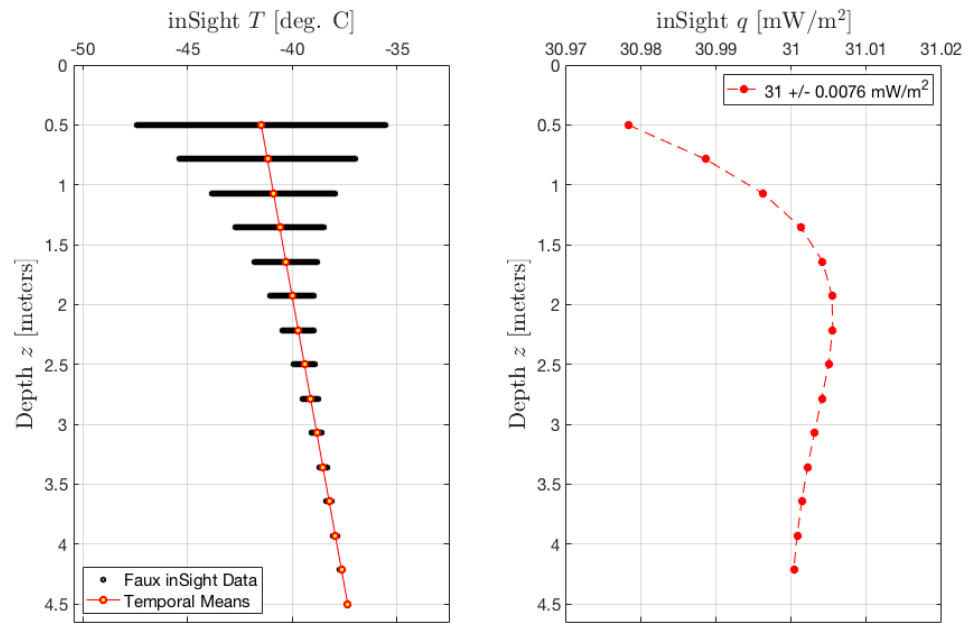 inSight T [deg. C]
-50 -45 -40 -35
0
0.5
1
1.5
2
2.5
3
3.5
4
4.5
Depth z [meters]
Faux inSight Data
Temporal Means
inSight q [mW/m²]
30.97 30.98 30.99 31 31.01 31.02
0
0.5
1
1.5
2
2.5
3
3.5
4
4.5
Depth z [meters]
31 +/- 0.0076 mW/m²